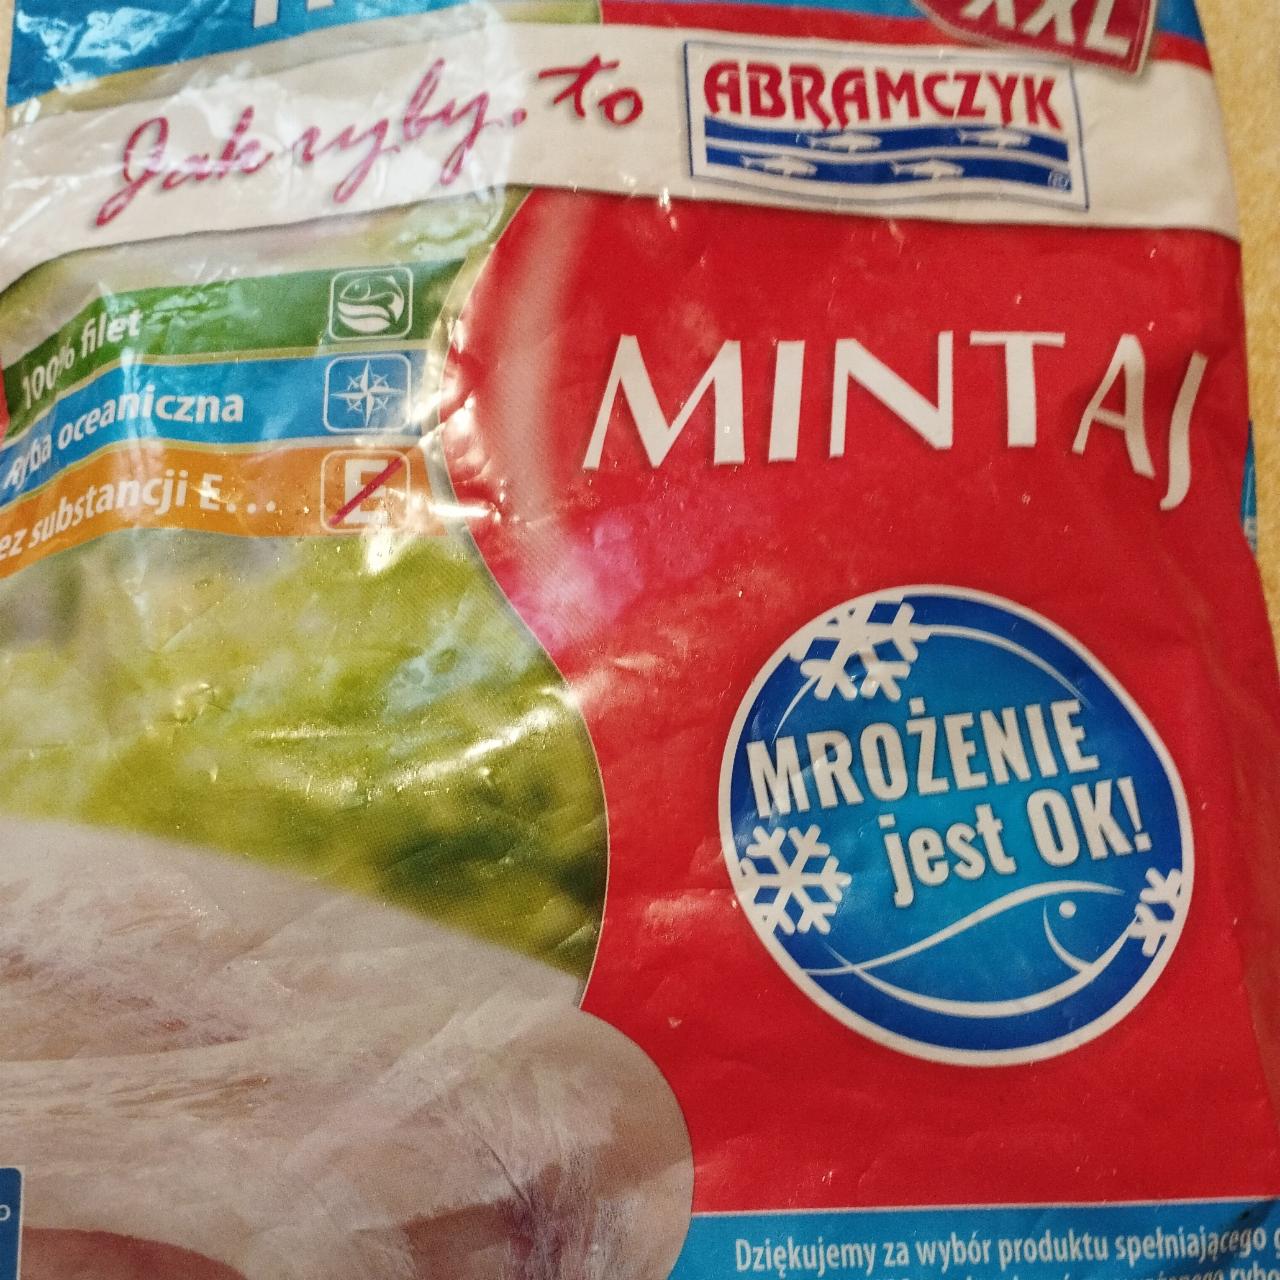 XXL
Jak ryby, to
ABRAMCZYK
100% filet
Ryba oceaniczna
ez substancji E...
E
MINTAJ
MROŻENIE
jest OK!
Dziękujemy za wybór produktu spełniającego